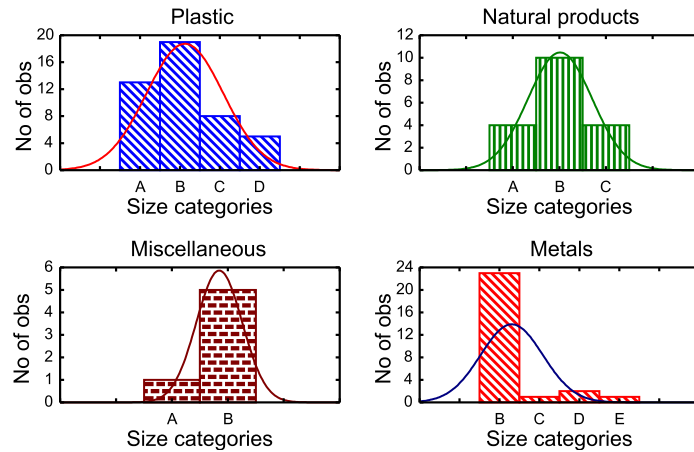 Plastic
No of obs
20
16
12
8
4
0
A B C D
Size categories
Natural products
No of obs
12
10
8
6
4
2
0
A B C
Size categories
Miscellaneous
No of obs
6
5
4
3
2
1
0
A B
Size categories
Metals
No of obs
24
20
16
12
8
4
0
B C D E
Size categories